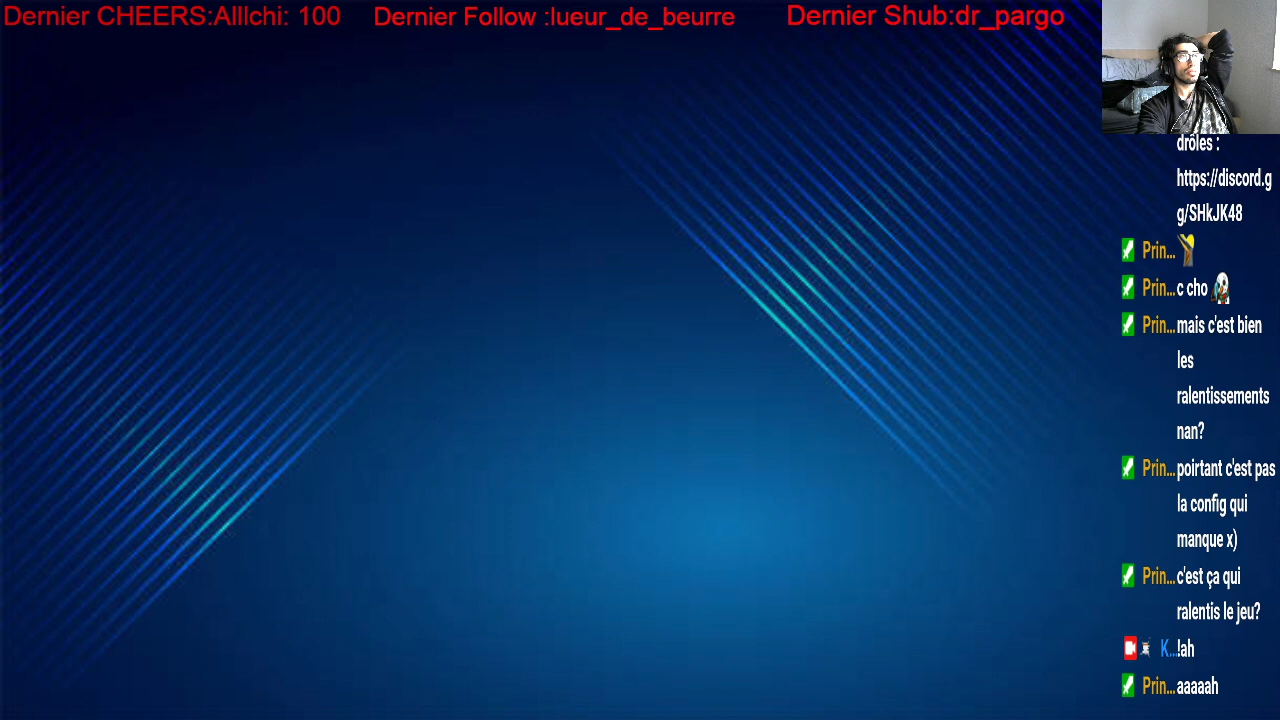 Dernier CHEERS:Alllchi: 100
Dernier Follow :lueur_de_beurre
Dernier Shub:dr_pargo
drôles :
https://discord.g
g/SHkJK48
Prin...
Prin... c cho
Prin... mais c'est bien
les
ralentissements
nan?
Prin... poirtant c'est pas
la config qui
manque x)
Prin... c'est ça qui
ralentis le jeu?
K... !ah
Prin... aaaaah